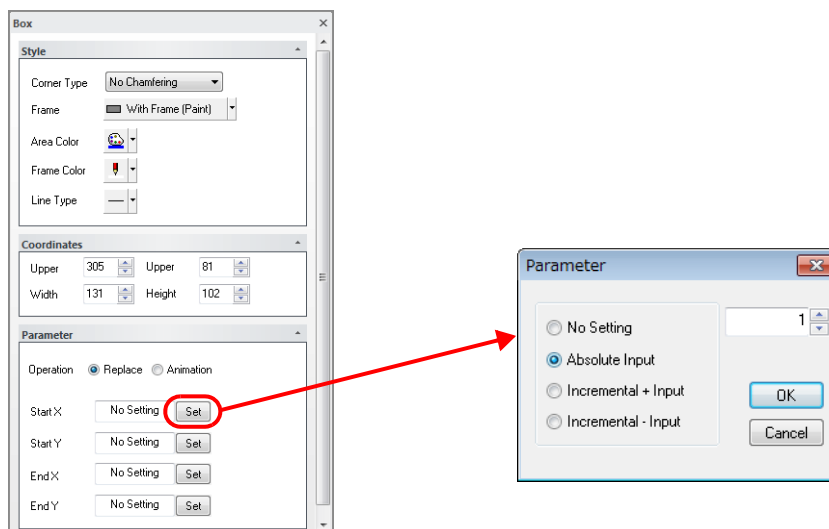 Box
Style
Corner Type No Chamfering
Frame With Frame (Paint)
Area Color
Frame Color
Line Type
Coordinates
Upper 305 Upper 81
Width 131 Height 102
Parameter
Operation Replace Animation
Start X No Setting Set
Start Y No Setting Set
End X No Setting Set
End Y No Setting Set
Parameter
No Setting 1
Absolute Input
Incremental + Input OK
Incremental - Input Cancel